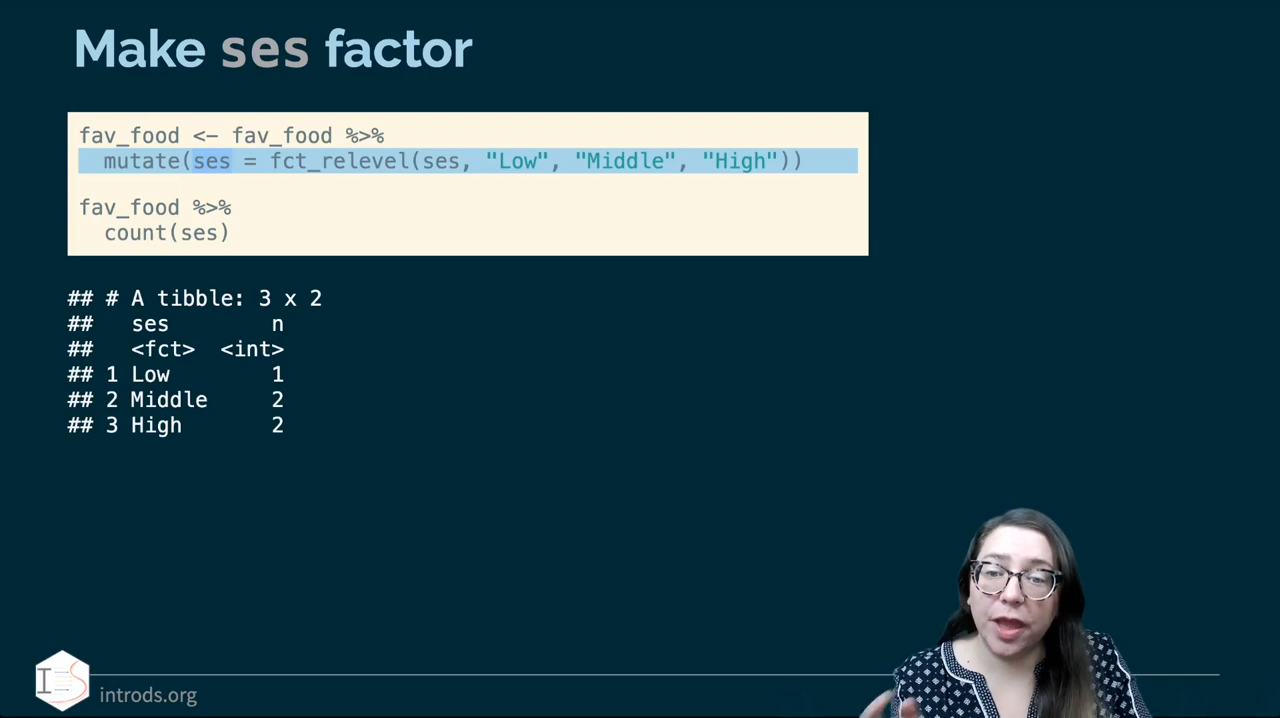 Make ses factor
fav_food <- fav_food %>%
  mutate(ses = fct_relevel(ses, "Low", "Middle", "High"))
fav_food %>%
  count(ses)
## # A tibble: 3 x 2
##   ses        n
##   <fct>  <int>
## 1 Low        1
## 2 Middle     2
## 3 High       2
introds.org